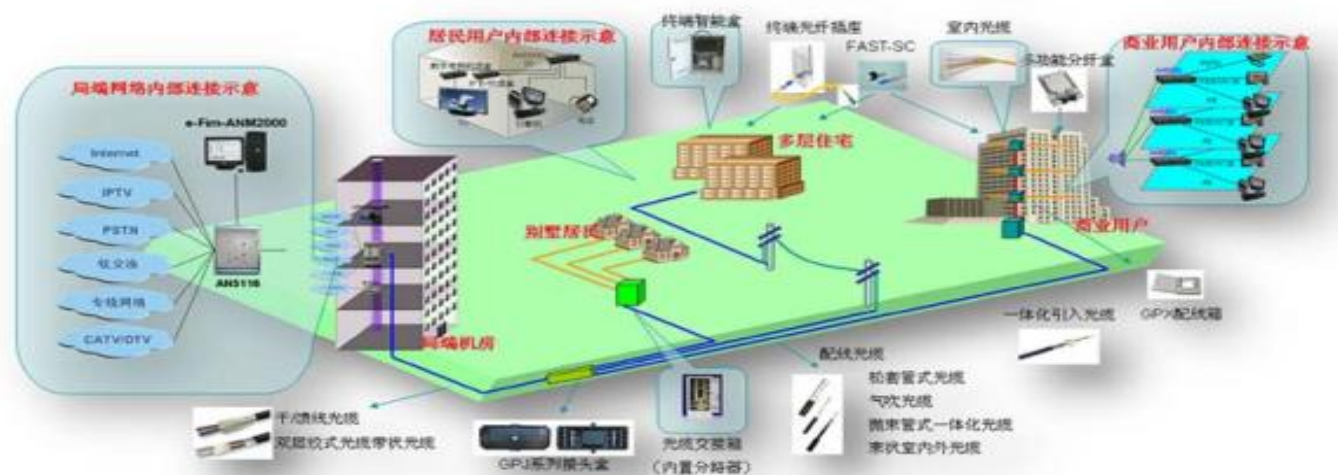 局端网络内部连接示意
e-Fim-ANM2000
Internet
IPTV
PSTN
软交换
专线网络
CATV/DTV
AN5116
居民用户内部连接示意
终端智能盒
终端光纤插座
FAST-SC
室内光缆
多功能分纤盒
商业用户内部连接示意
多层住宅
别墅居民
商业用户
局端机房
干/馈线光缆
双层绞式光缆带状光缆
GPJ系列接头盒
光缆交接箱
(内置分路器)
配线光缆
松套管式光缆
气吹光缆
微束管式一体化光缆
束状室内外光缆
一体化引入光缆
GPX配线箱